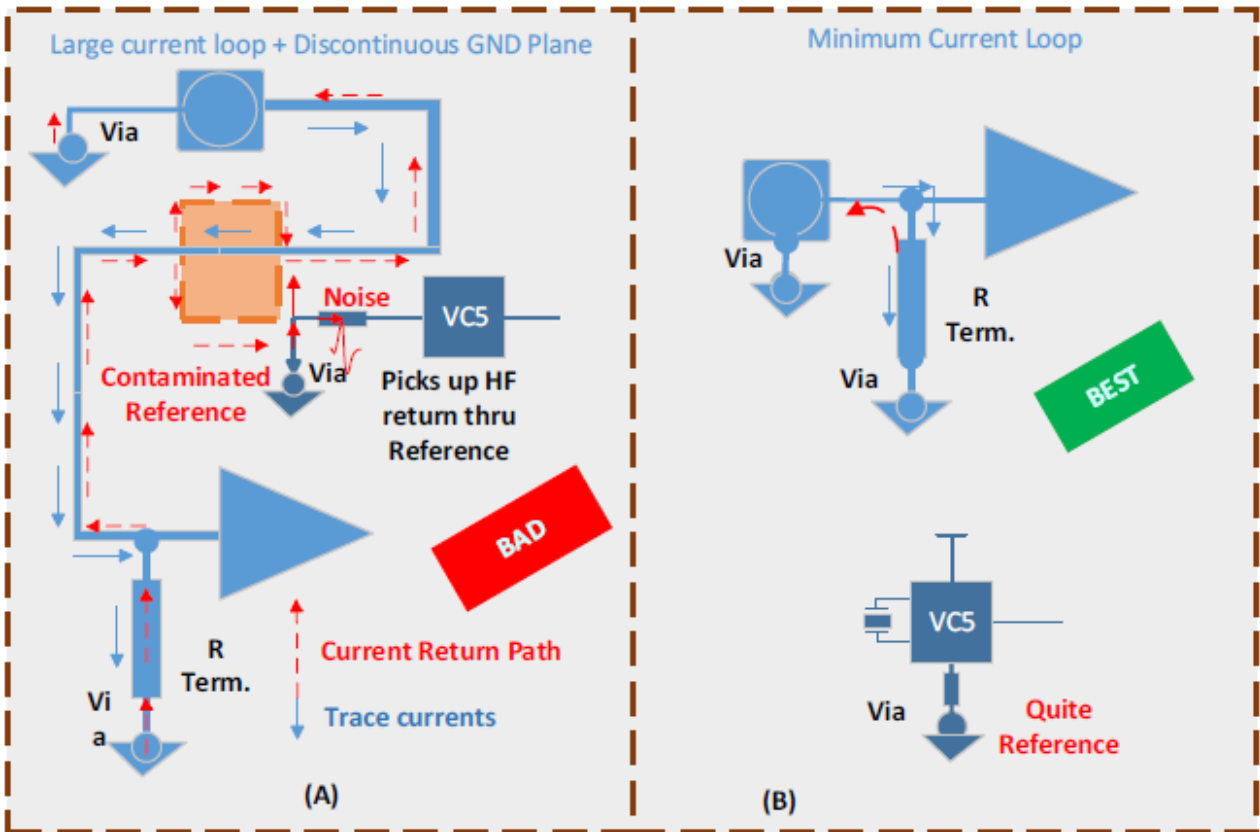 Large current loop + Discontinuous GND Plane
Via
Noise
VC5
Via
Contaminated
Reference
Picks up HF
return thru
Reference
BAD
R
Term.
Vi
a
Current Return Path
Trace currents
(A)
Minimum Current Loop
Via
R
Term.
Via
BEST
VC5
Via
Quite
Reference
(B)